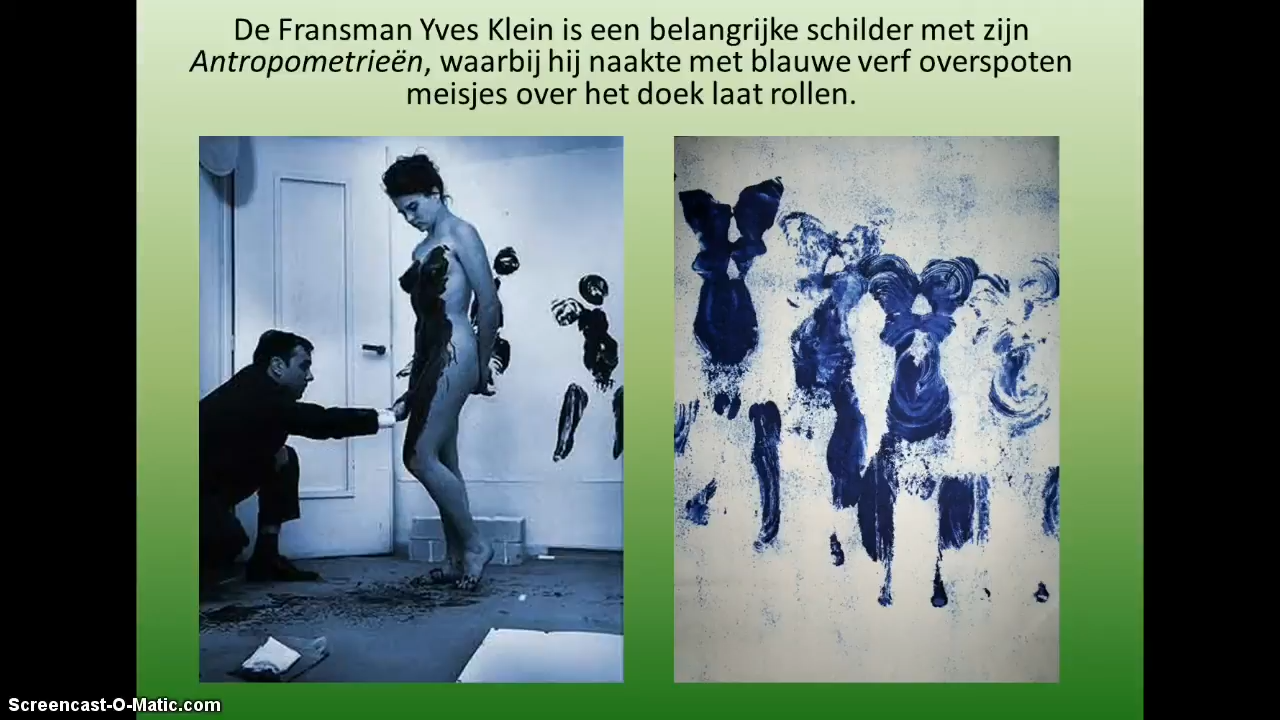 De Fransman Yves Klein is een belangrijke schilder met zijn
Antropometrieën, waarbij hij naakte met blauwe verf overspoten
meisjes over het doek laat rollen.
Screencast-O-Matic.com